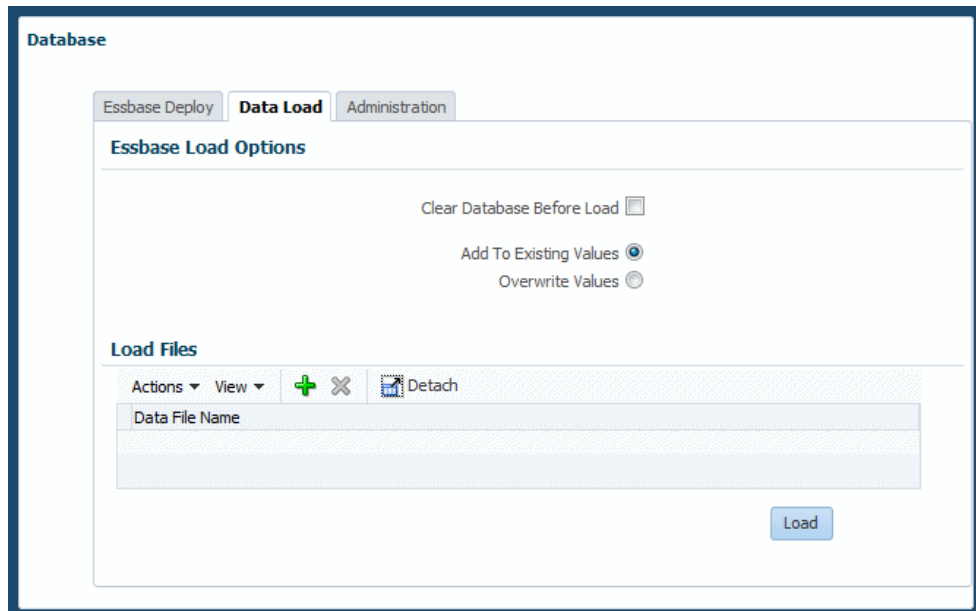 Database
Essbase Deploy Data Load Administration
Essbase Load Options
Clear Database Before Load
Add To Existing Values
Overwrite Values
Load Files
Actions View Detach
Data File Name
Load